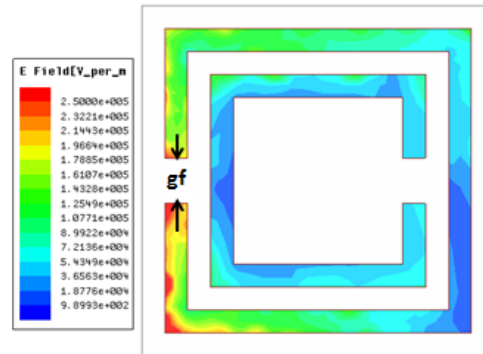 E Field[V_per_m
2.5000e+005
2.3221e+005
2.1443e+005
1.9664e+005
1.7885e+005
1.6107e+005
1.4328e+005
1.2549e+005
1.0771e+005
8.9922e+004
7.2136e+004
5.4349e+004
3.6563e+004
1.8776e+004
9.8993e+002
gf